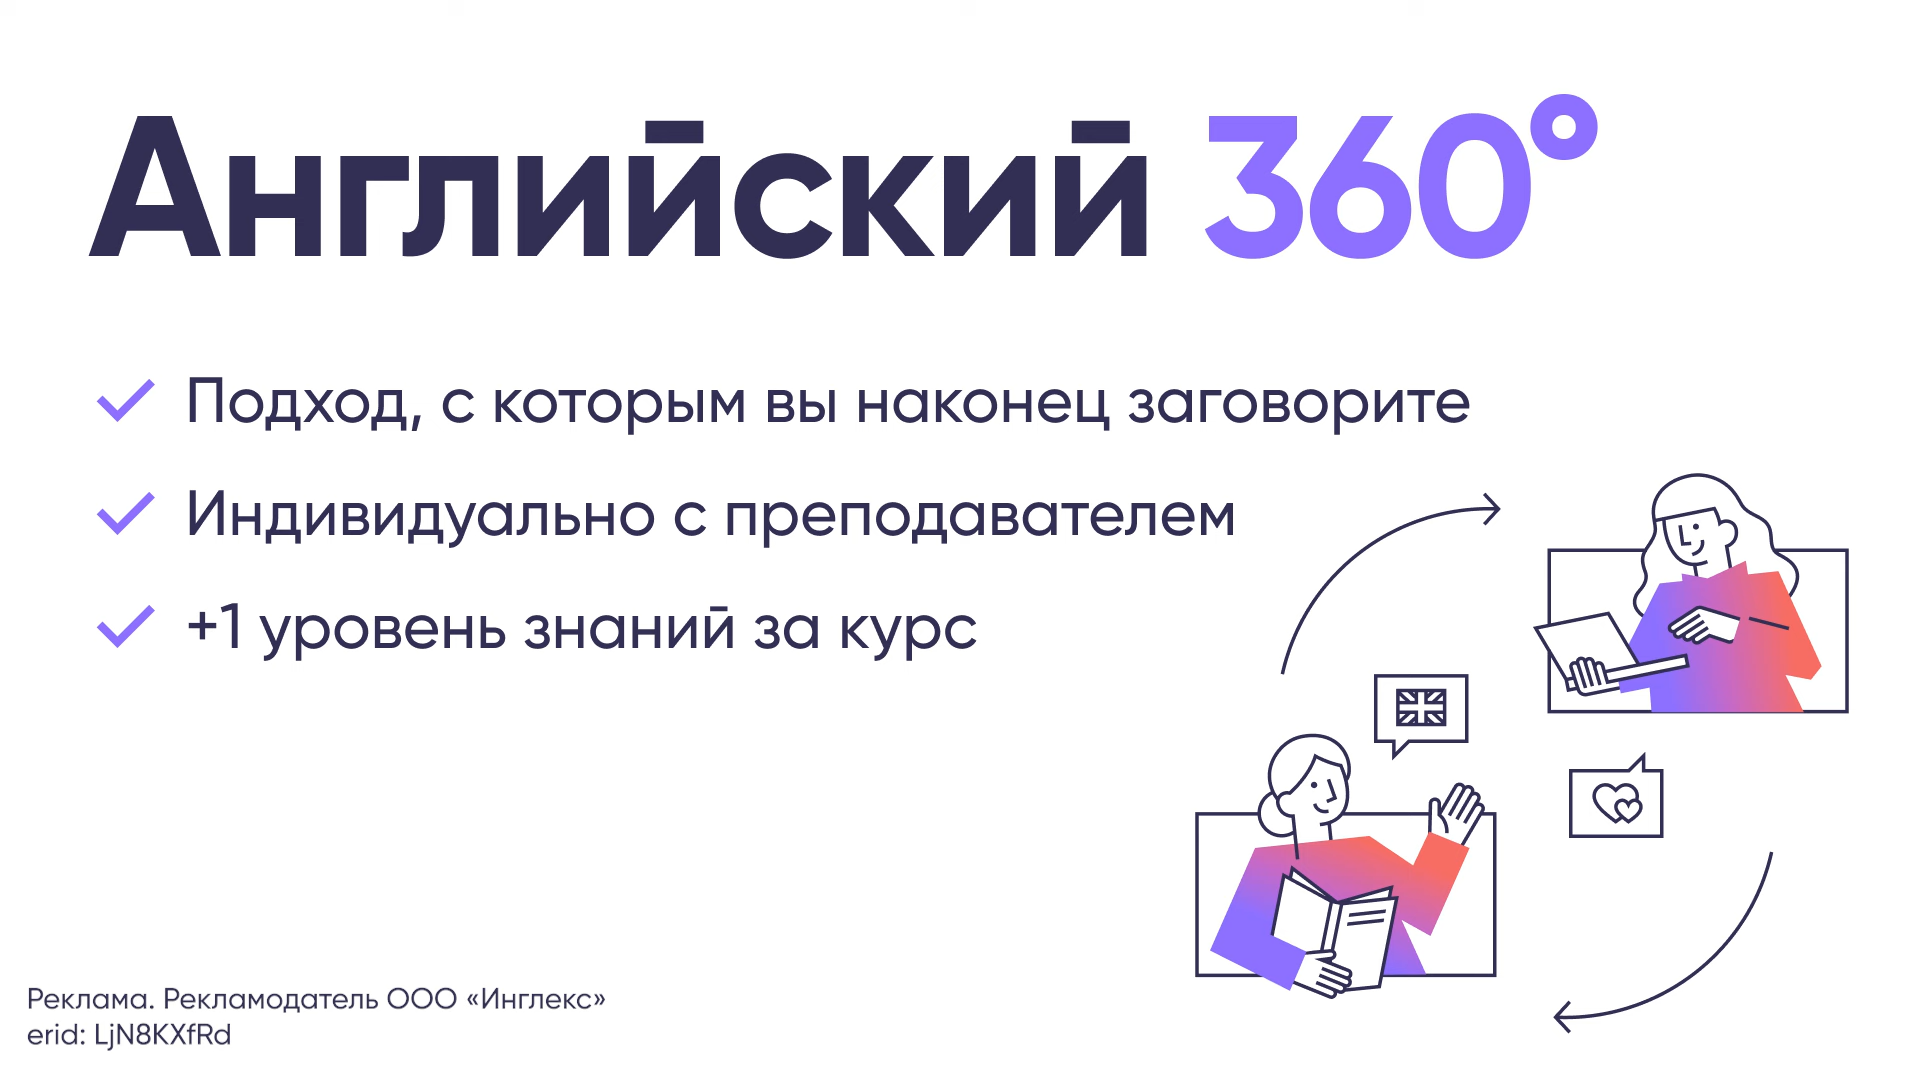 Английский 360°
Подход, с которым вы наконец заговорите
Индивидуально с преподавателем
+1 уровень знаний за курс
Реклама. Рекламодатель ООО «Инглекс»
erid: LjN8KXfRd